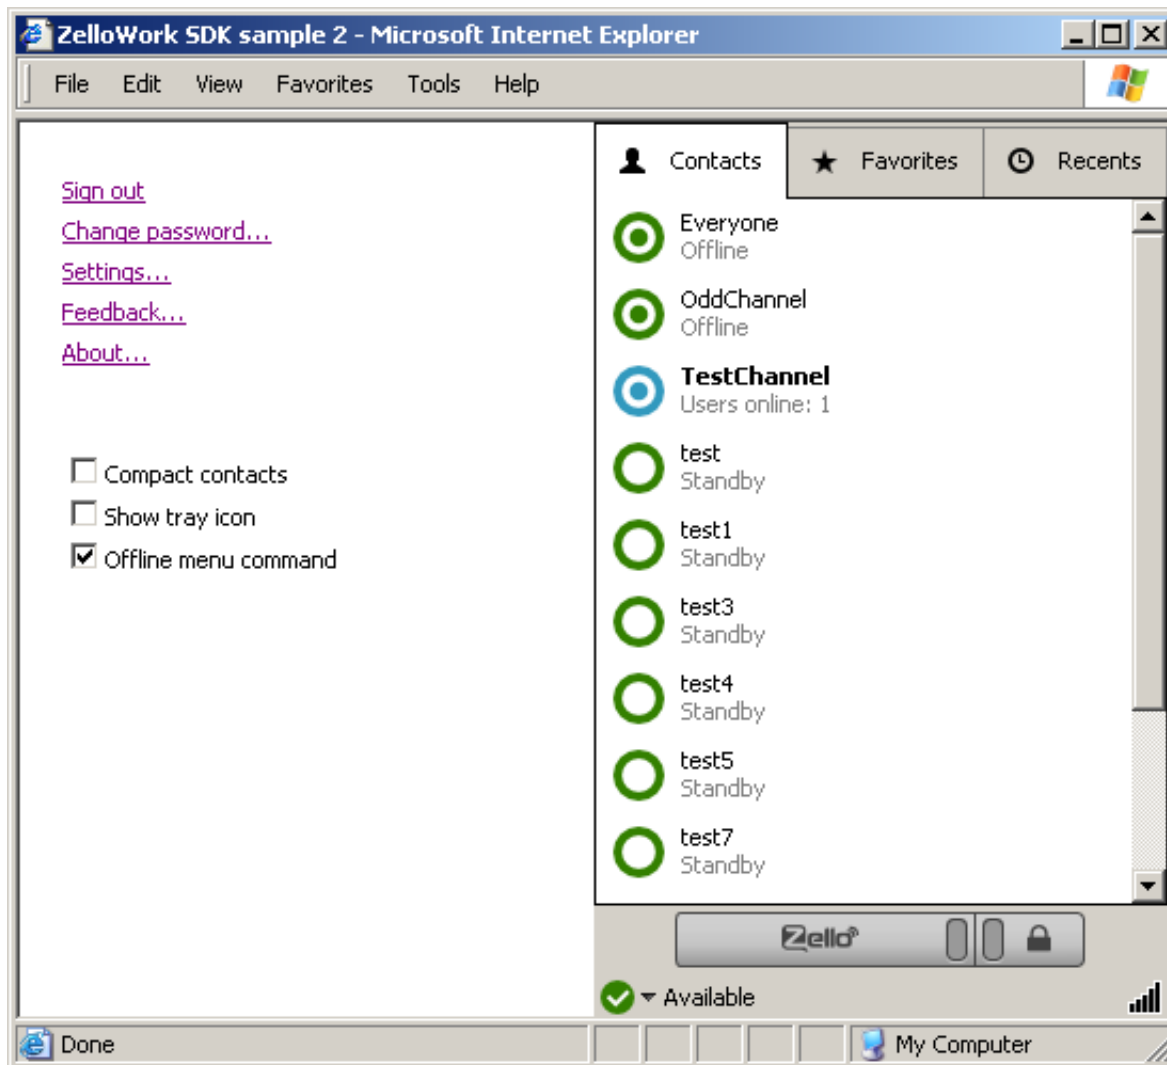 ZelloWork SDK sample 2 - Microsoft Internet Explorer
File Edit View Favorites Tools Help
Sign out
Change password...
Settings...
Feedback...
About...
Compact contacts
Show tray icon
Offline menu command
Contacts Favorites Recents
Everyone
Offline
OddChannel
Offline
TestChannel
Users online: 1
test
Standby
test1
Standby
test3
Standby
test4
Standby
test5
Standby
test7
Standby
Zello
Available
Done My Computer